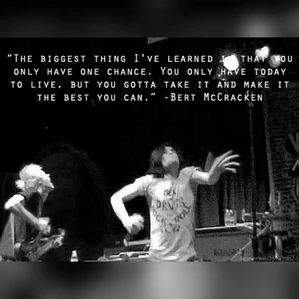 “The biggest thing I've learned is that you
only have one chance. You only have today
to live, but you gotta take it and make it
the best you can.” -Bert McCracken